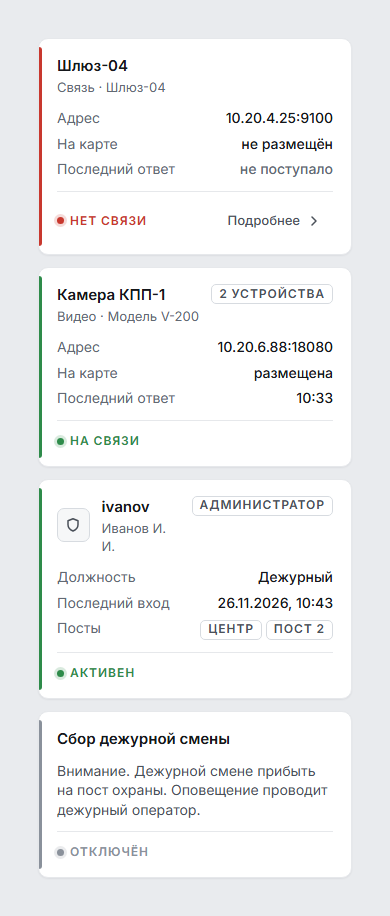 Шлюз-04
Связь · Шлюз-04
Адрес 10.20.4.25:9100
На карте не размещён
Последний ответ не поступало
НЕТ СВЯЗИ Подробнее
Камера КПП-1 2 УСТРОЙСТВА
Видео · Модель V-200
Адрес 10.20.6.88:18080
На карте размещена
Последний ответ 10:33
НА СВЯЗИ
ivanov АДМИНИСТРАТОР
Иванов И.
И.
Должность Дежурный
Последний вход 26.11.2026, 10:43
Посты ЦЕНТР ПОСТ 2
АКТИВЕН
Сбор дежурной смены
Внимание. Дежурной смене прибыть
на пост охраны. Оповещение проводит
дежурный оператор.
ОТКЛЮЧЁН